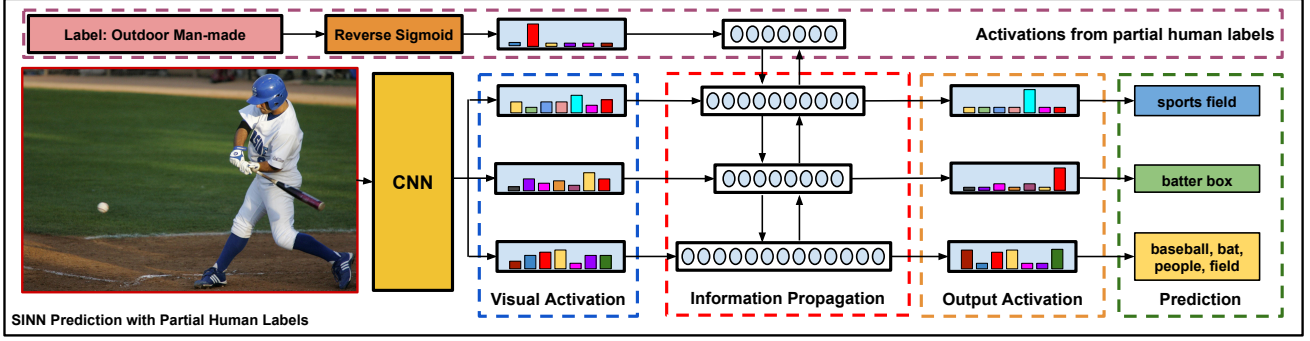 Label: Outdoor Man-made
Reverse Sigmoid
Activations from partial human labels
CNN
sports field
batter box
baseball, bat,
people, field
Visual Activation
Information Propagation
Output Activation
Prediction
SINN Prediction with Partial Human Labels